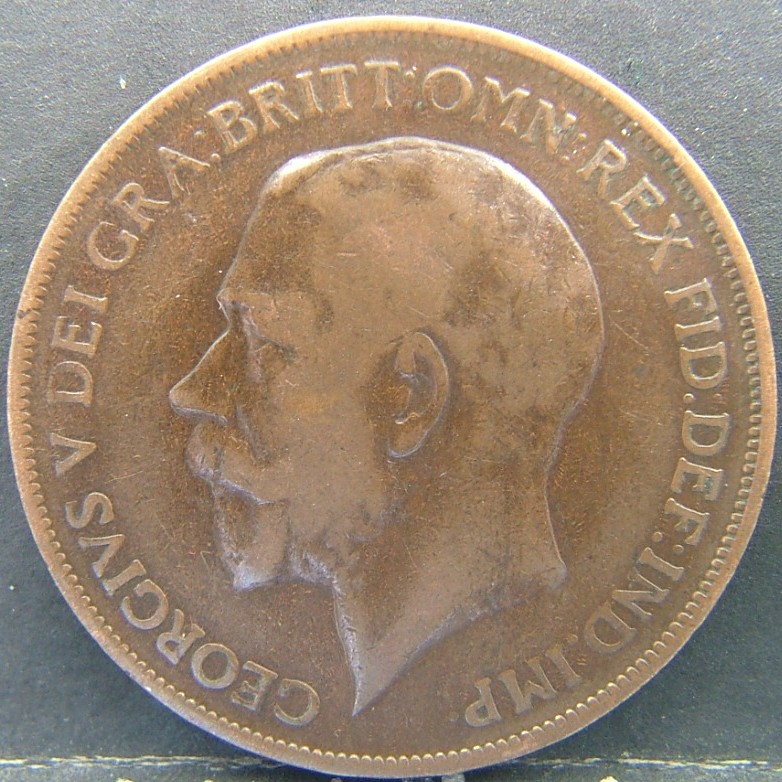 GEORGIVS V DEI GRA: BRITT: OMN: REX FID. DEF: IND. IMP